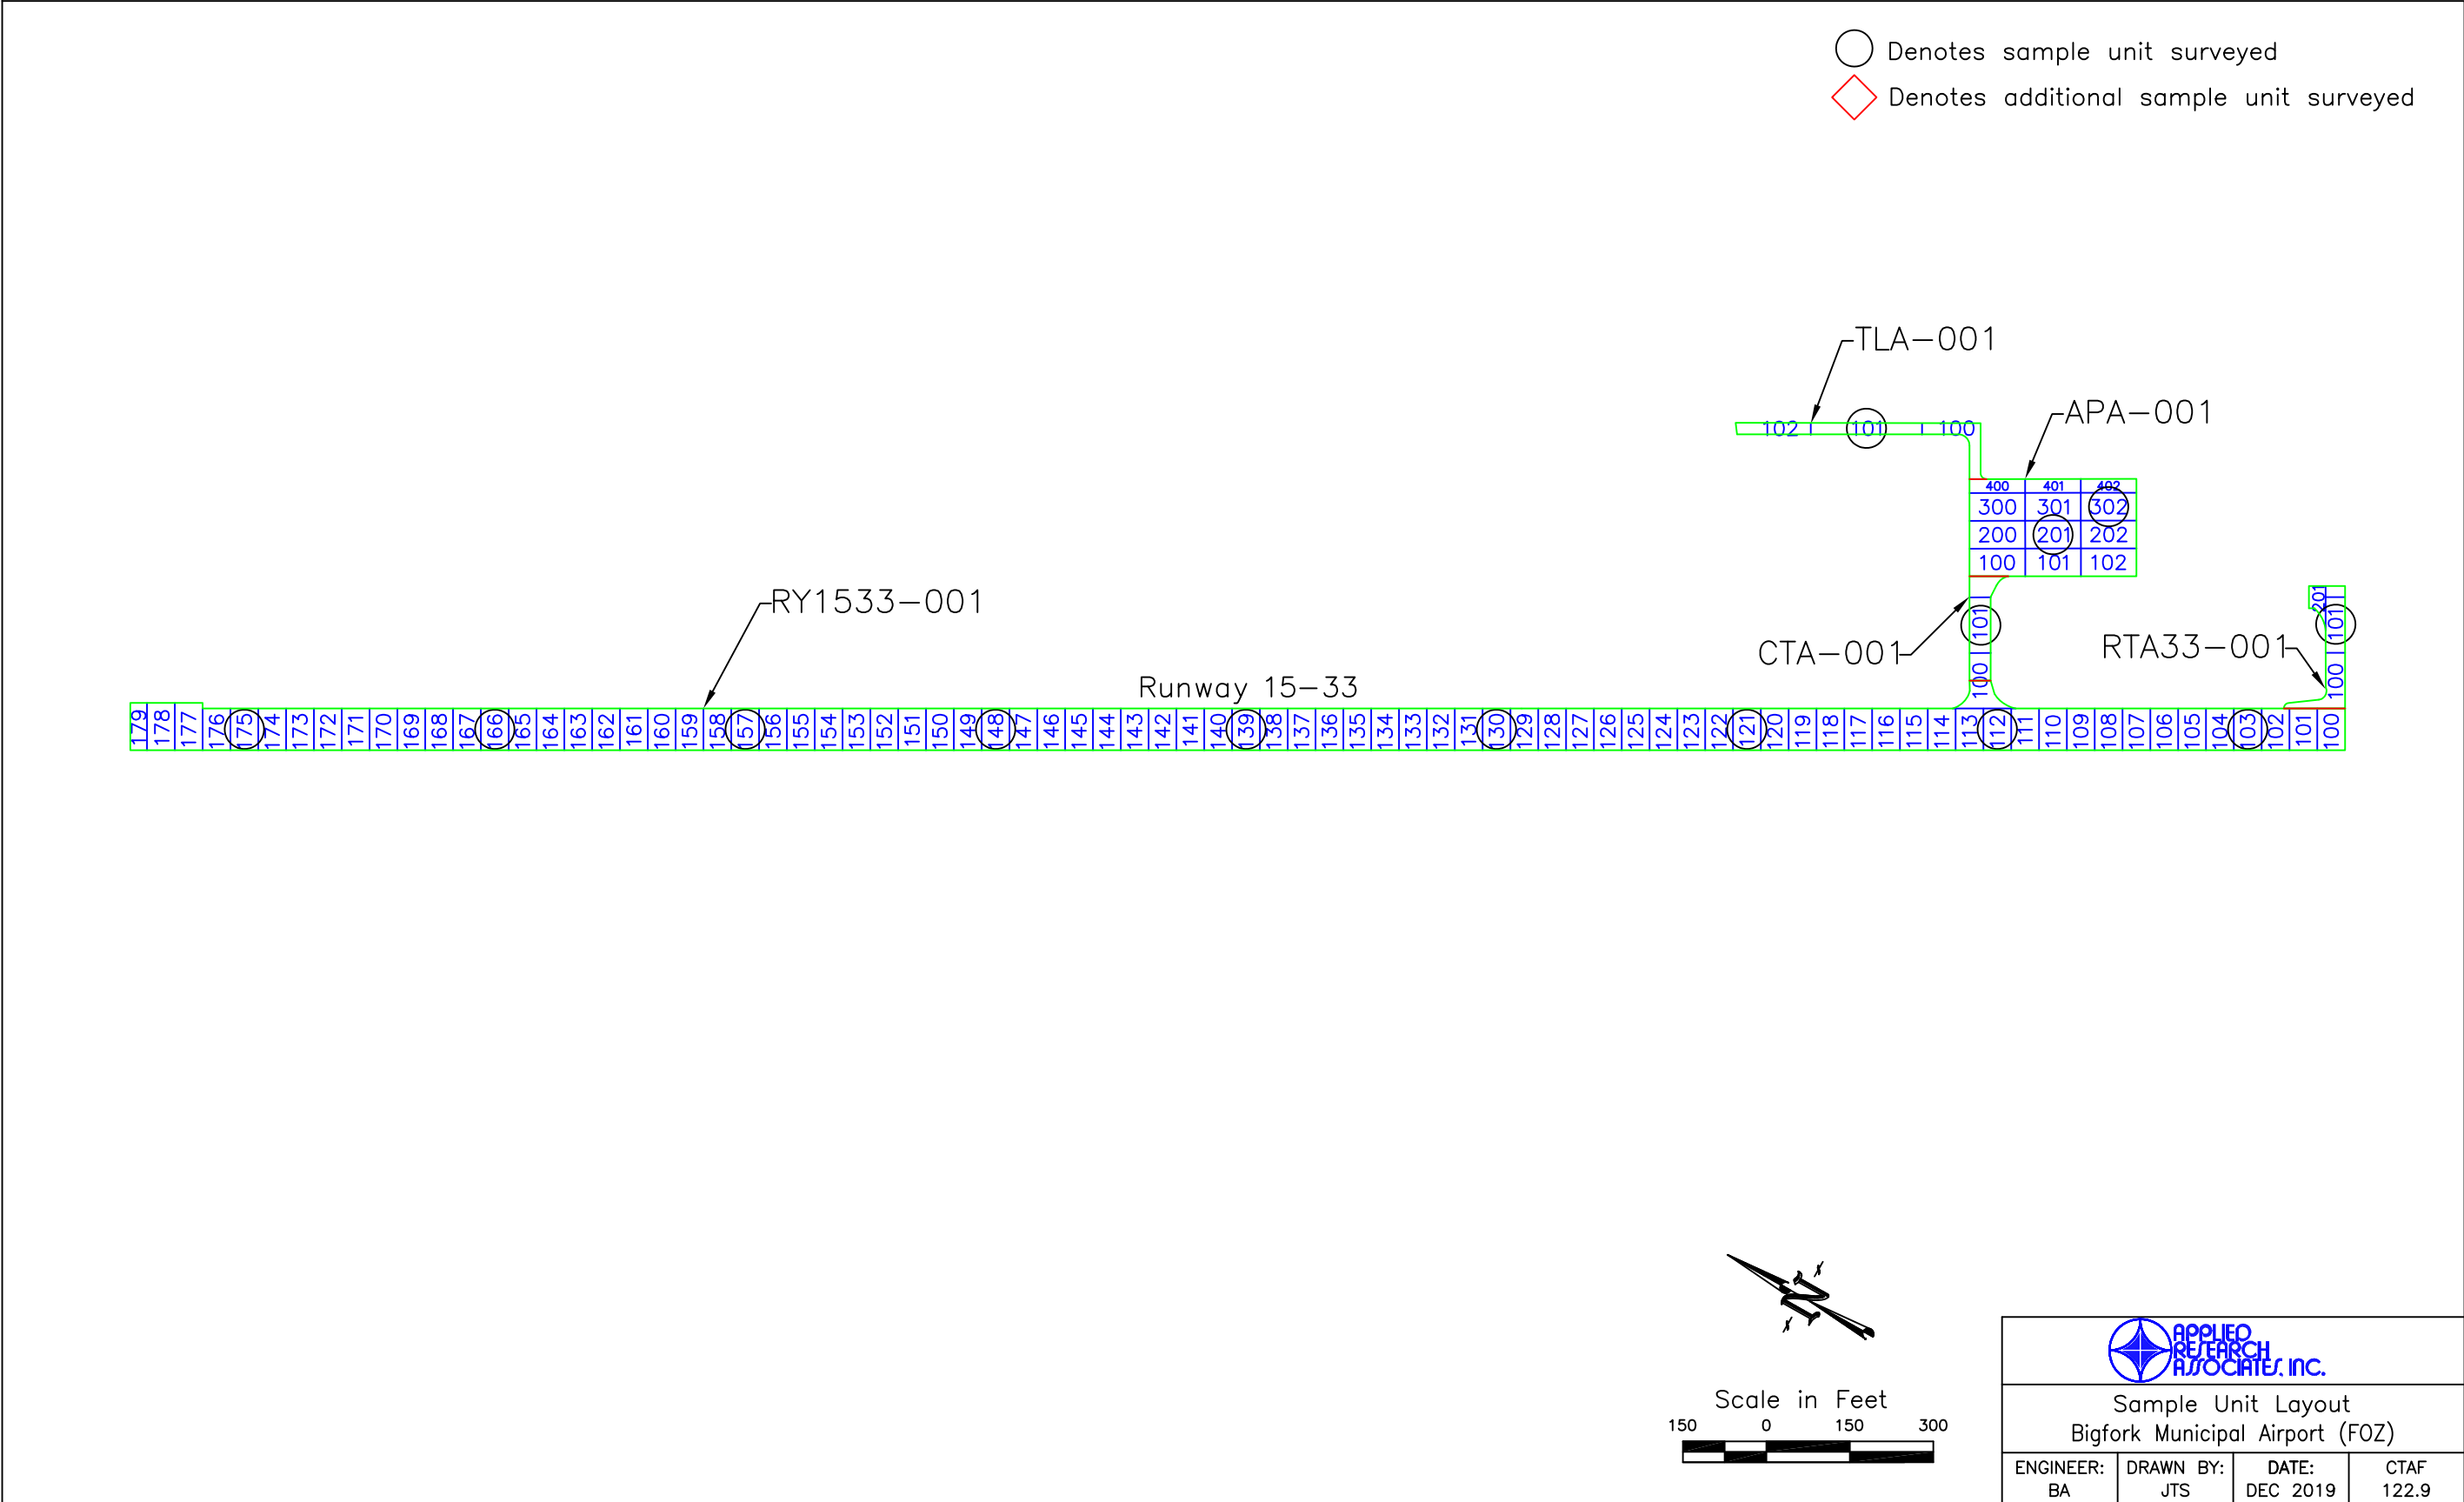 Denotes sample unit surveyed
Denotes additional sample unit surveyed
TLA-001
APA-001
102 101 100
400 401 402
300 301 302
200 201 202
100 101 102
RY1533-001
CTA-001
101
100
RTA33-001
201 101
100
Runway 15-33
179 178 177 176 175 174 173 172 171 170 169 168 167 166 165 164 163 162 161 160 159 158 157 156 155 154 153 152 151 150 149 148 147 146 145 144 143 142 141 140 139 138 137 136 135 134 133 132 131 130 129 128 127 126 125 124 123 122 121 120 119 118 117 116 115 114 113 112 111 110 109 108 107 106 105 104 103 102 101 100
N
Scale in Feet
150 0 150 300
APPLIED
RESEARCH
ASSOCIATES, INC.
Sample Unit Layout
Bigfork Municipal Airport (FOZ)
ENGINEER: DRAWN BY: DATE: CTAF
BA JTS DEC 2019 122.9